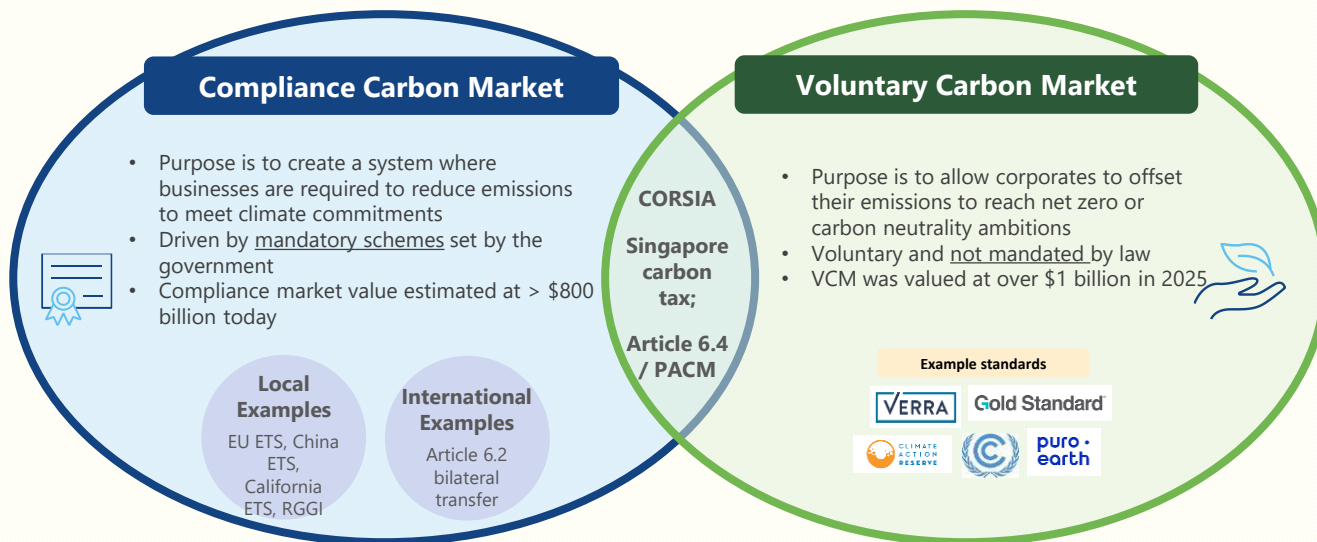 Compliance Carbon Market
• Purpose is to create a system where
businesses are required to reduce emissions
to meet climate commitments
• Driven by mandatory schemes set by the
government
• Compliance market value estimated at > $800
billion today
Local
Examples
EU ETS, China
ETS,
California
ETS, RGGI
International
Examples
Article 6.2
bilateral
transfer
CORSIA
Singapore
carbon
tax;
Article 6.4
/ PACM
Voluntary Carbon Market
• Purpose is to allow corporates to offset
their emissions to reach net zero or
carbon neutrality ambitions
• Voluntary and not mandated by law
• VCM was valued at over $1 billion in 2025
Example standards
VERRA
Gold Standard
CLIMATE
ACTION
RESERVE
puro·
earth